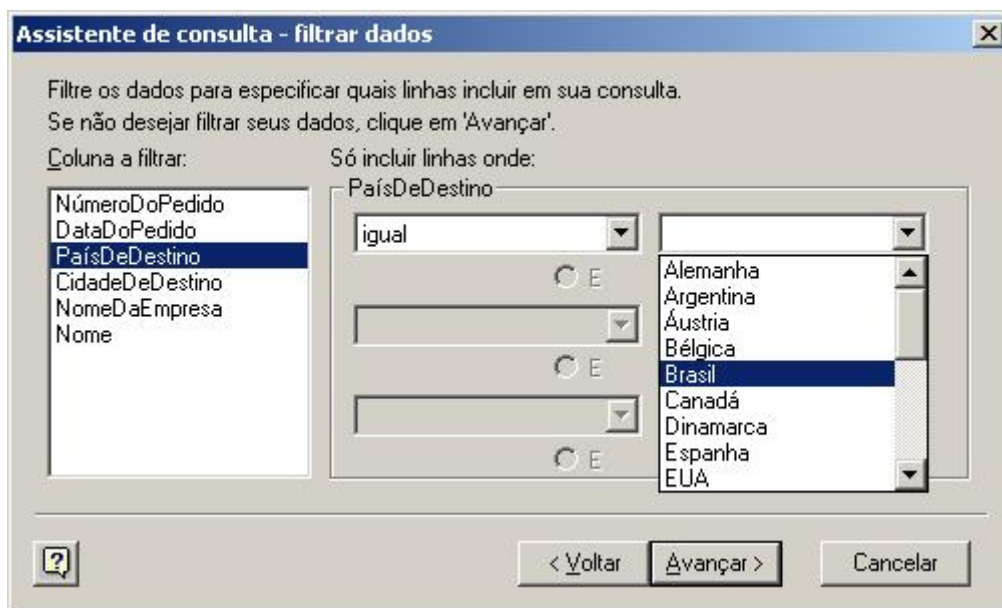 Assistente de consulta - filtrar dados
Filtre os dados para especificar quais linhas incluir em sua consulta.
Se não desejar filtrar seus dados, clique em 'Avançar'.
Coluna a filtrar:
Só incluir linhas onde:
NúmeroDoPedido
DataDoPedido
PaísDeDestino
CidadeDeDestino
NomeDaEmpresa
Nome
PaísDeDestino
igual
E
E
E
Alemanha
Argentina
Áustria
Bélgica
Brasil
Canadá
Dinamarca
Espanha
EUA
?
< Voltar
Avançar >
Cancelar